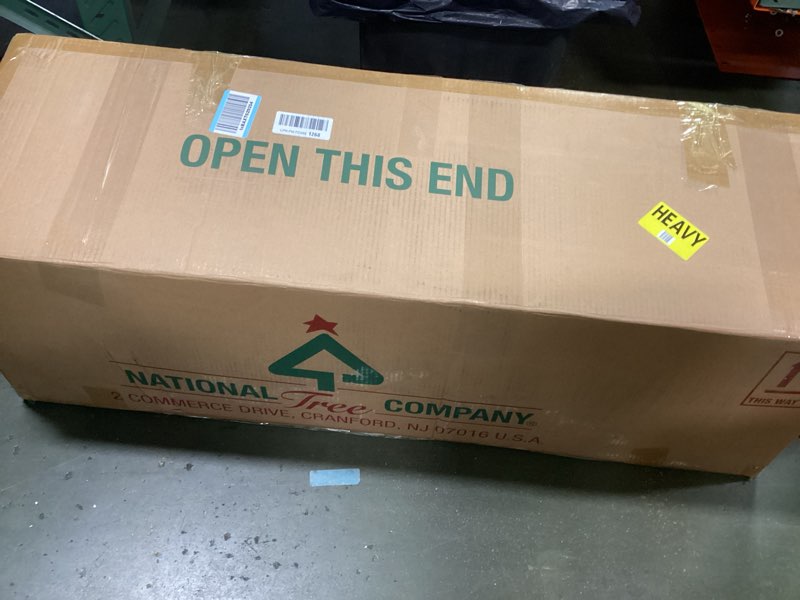 OPEN THIS END
HEAVY
NATIONAL Tree COMPANY®
2 COMMERCE DRIVE, CRANFORD, NJ 07016 U.S.A
THIS WAY